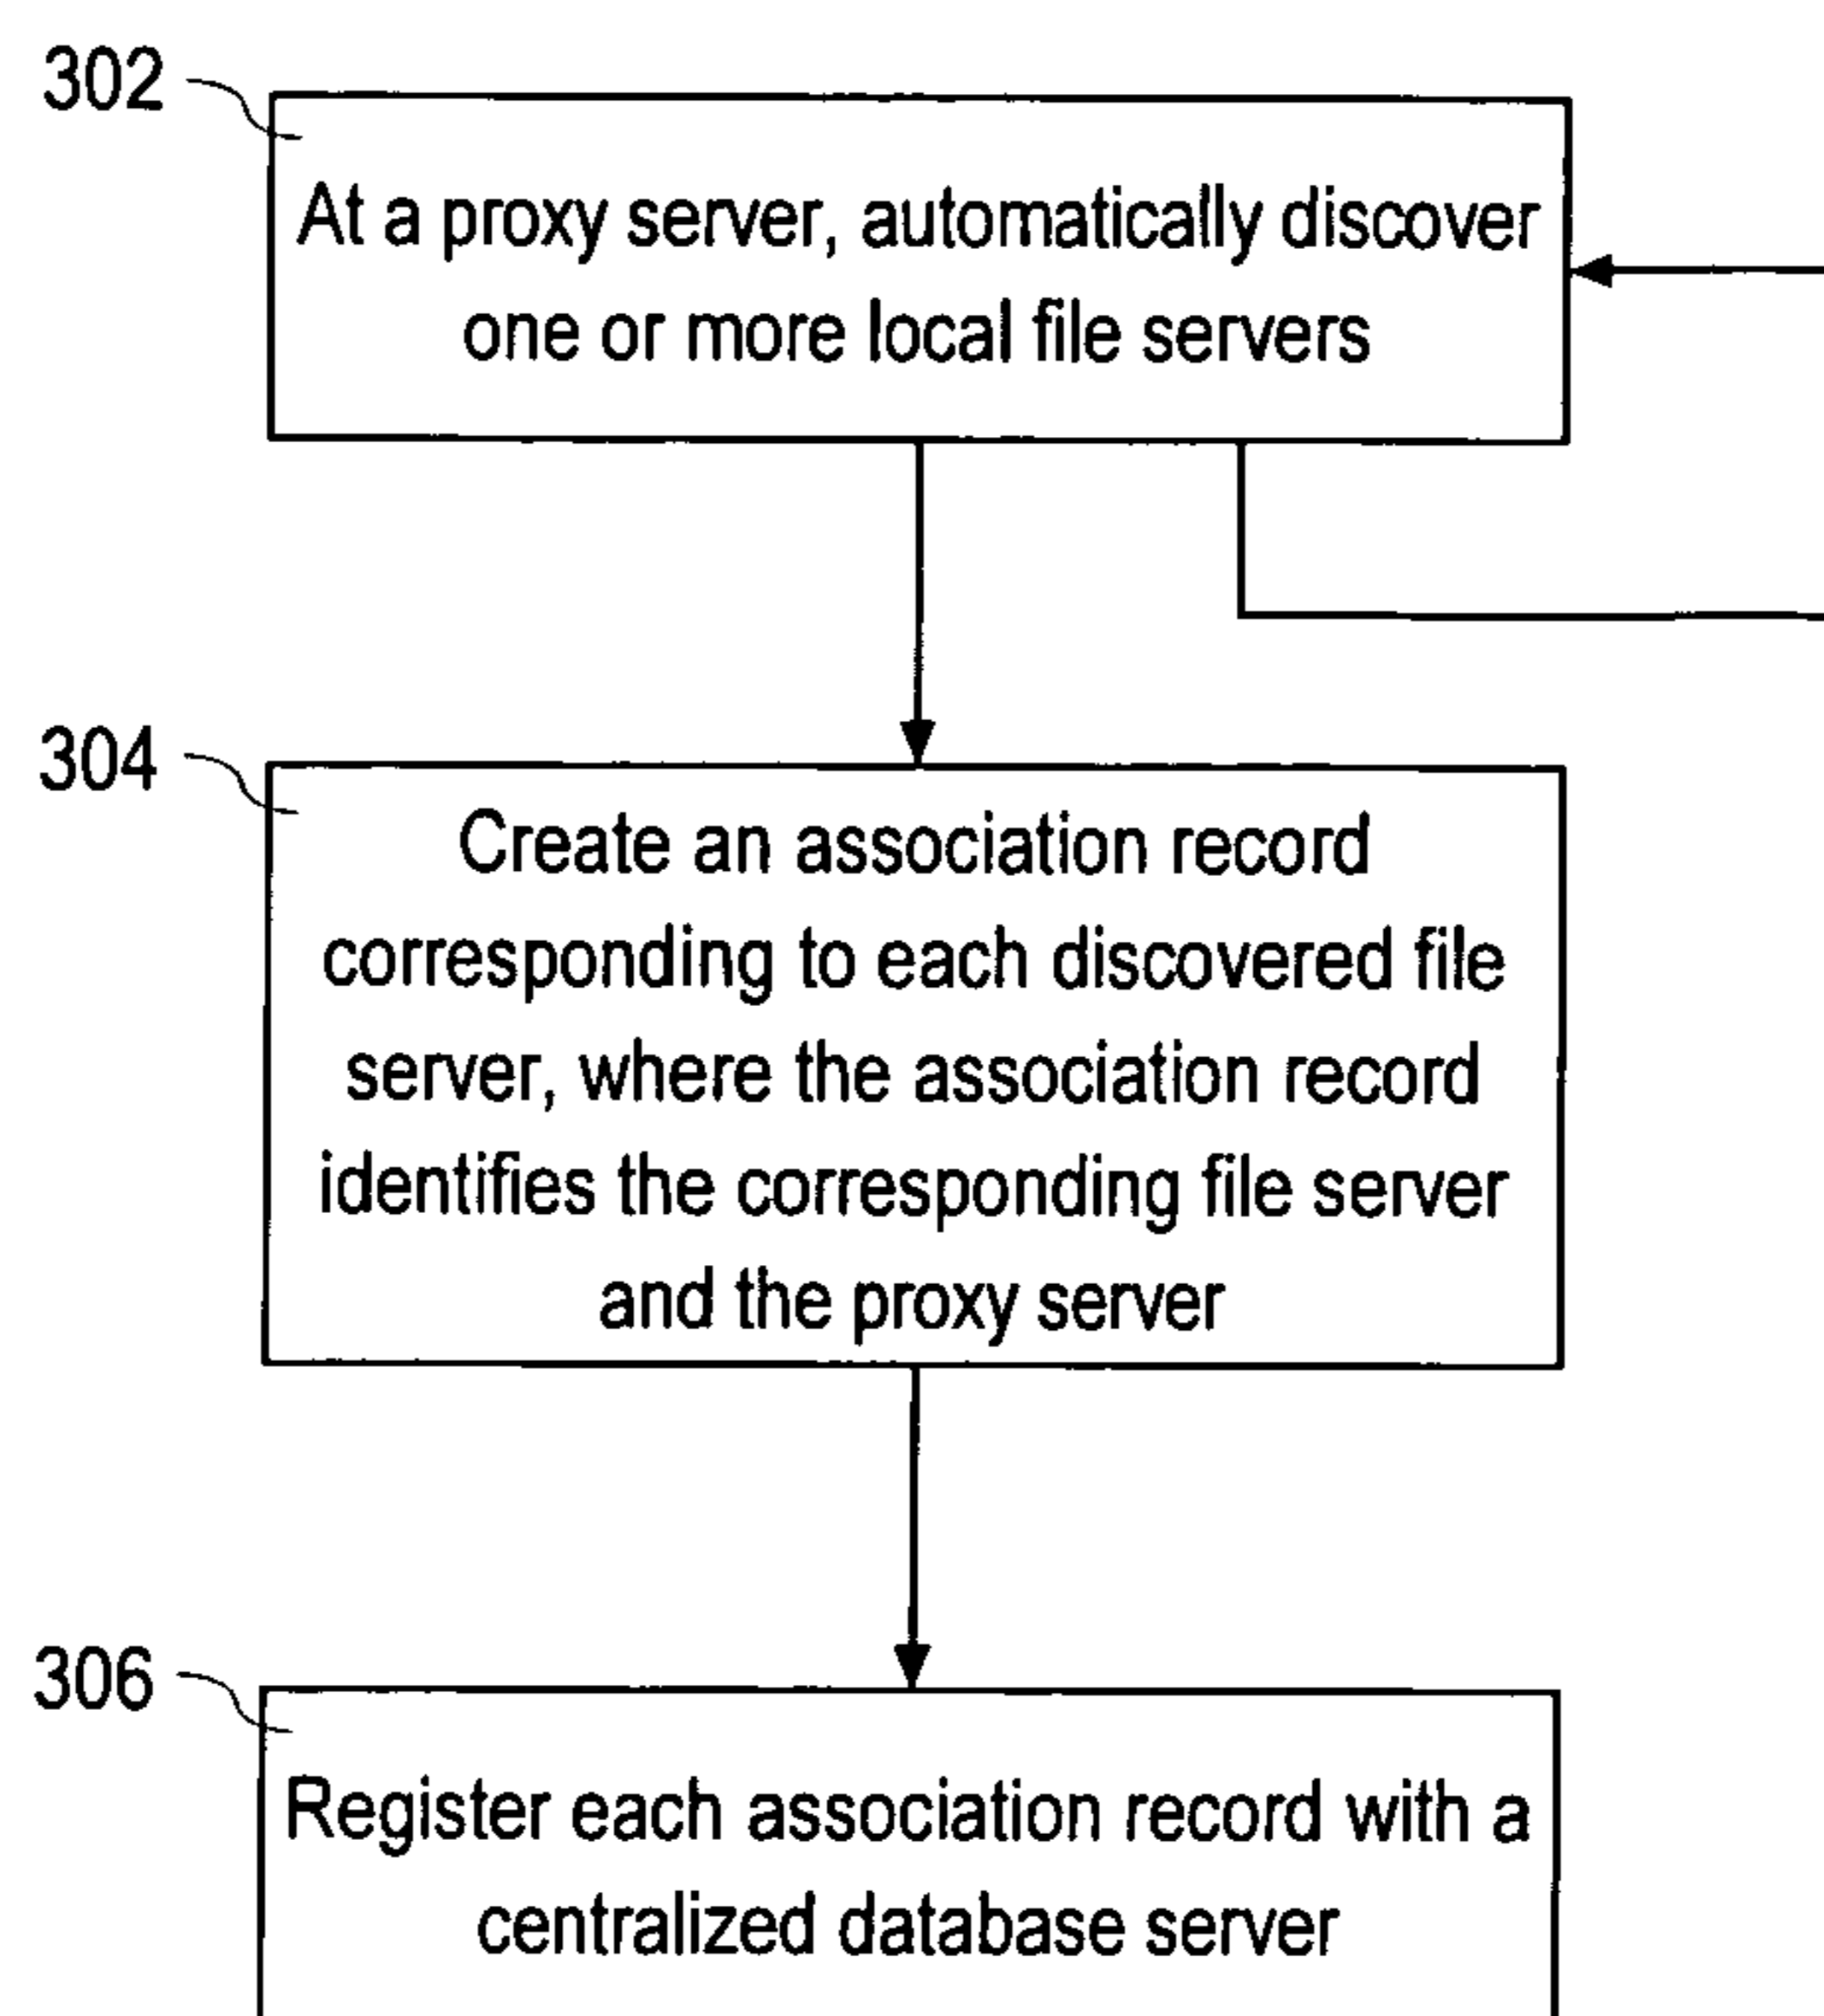 302
At a proxy server, automatically discover
one or more local file servers
304
Create an association record
corresponding to each discovered file
server, where the association record
identifies the corresponding file server
and the proxy server
306
Register each association record with a
centralized database server